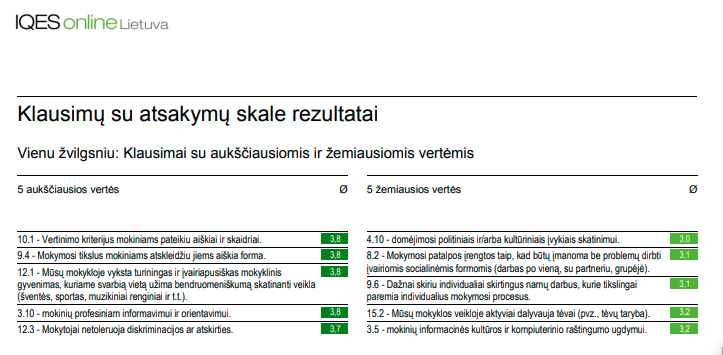 IQES online Lietuva
Klausimų su atsakymų skale rezultatai
Vienu žvilgsniu: Klausimai su aukščiausiomis ir žemiausiomis vertėmis
5 aukščiausios vertės Ø
10.1 - Vertinimo kriterijus mokiniams pateikiu aiškiai ir skaidriai. 3,8
9.4 - Mokymosi tikslus mokiniams atskleidžiu jiems aiškia forma. 3,8
12.1 - Mūsų mokykloje vyksta turiningas ir įvairiapusiškas mokyklinis 3,8
gyvenimas, kuriame svarbią vietą užima bendruomeniškumą skatinanti veikla
(šventės, sportas, muzikiniai renginiai ir t.t.).
3.10 - mokinių profesiniam informavimui ir orientavimui. 3,8
12.3 - Mokytojai netoleruoja diskriminacijos ar atskirties. 3,7
5 žemiausios vertės Ø
4.10 - domėjimosi politiniais ir/arba kultūriniais įvykiais skatinimui. 3,0
8.2 - Mokymosi patalpos įrengtos taip, kad būtų įmanoma be problemų dirbti 3,1
įvairiomis socialinėmis formomis (darbas po vieną, su partneriu, grupėje).
9.6 - Dažnai skiriu individualiai skirtingus namų darbus, kurie tikslingai 3,1
paremia individualius mokymosi procesus.
15.2 - Mūsų mokyklos veikloje aktyviai dalyvauja tėvai (pvz., tėvų taryba). 3,2
3.5 - mokinių informacinės kultūros ir kompiuterinio raštingumo ugdymui. 3,2